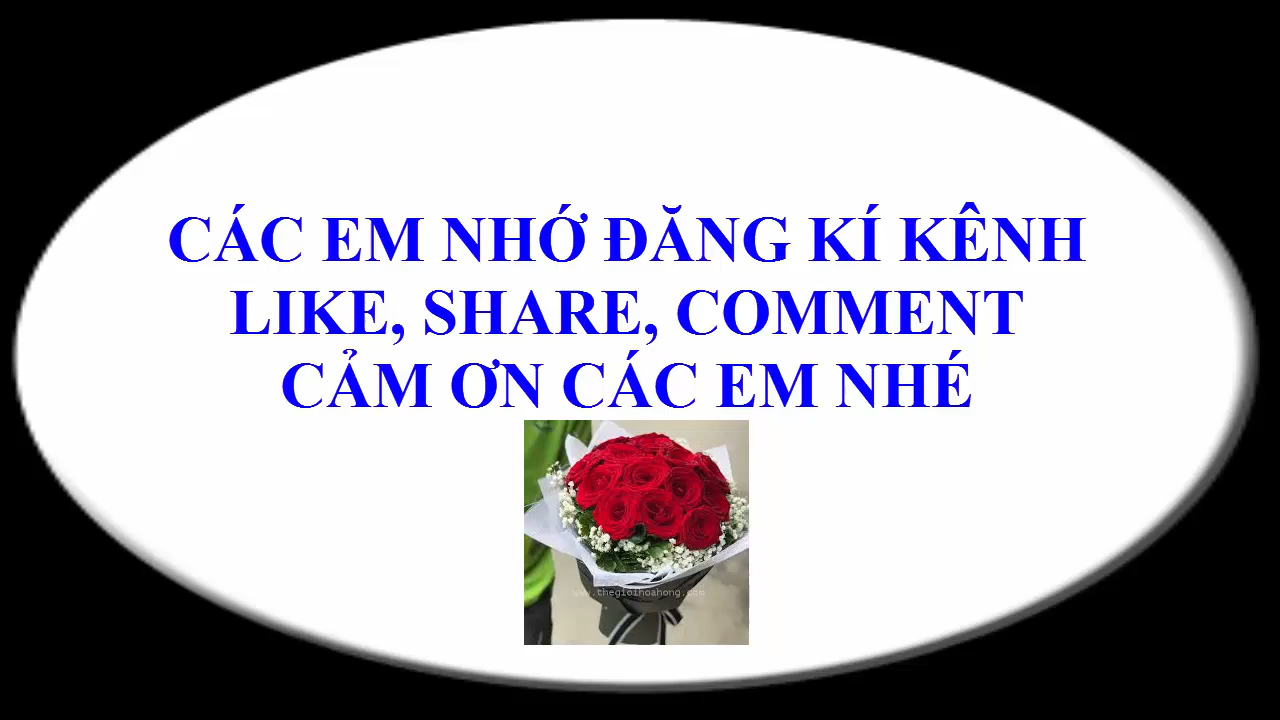 CÁC EM NHỚ ĐĂNG KÍ KÊNH
LIKE, SHARE, COMMENT
CẢM ƠN CÁC EM NHÉ
www.thegioihoahong.com